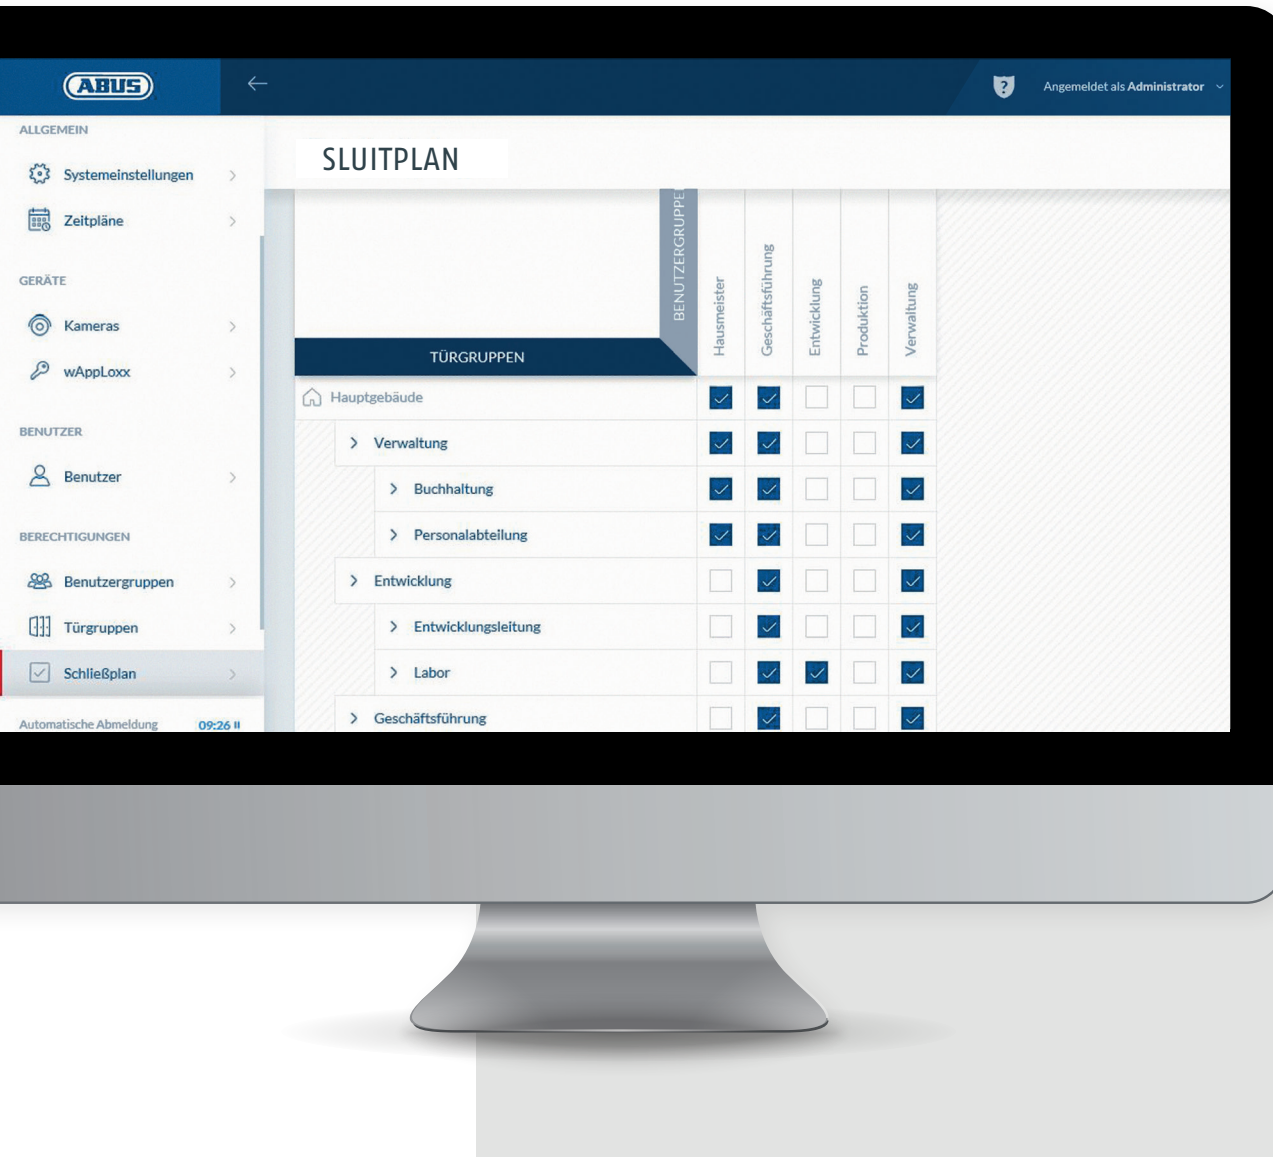 ABUS
Angemeldet als Administrator
ALLGEMEIN
Systemeinstellungen
Zeitpläne
GERÄTE
Kameras
wAppLoxx
BENUTZER
Benutzer
BERECHTIGUNGEN
Benutzergruppen
Türgruppen
Schließplan
Automatische Abmeldung 09:26
SLUITPLAN
BENUTZERGRUPPE
Hausmeister
Geschäftsführung
Entwicklung
Produktion
Verwaltung
TÜRGRUPPEN
Hauptgebäude
Verwaltung
Buchhaltung
Personalabteilung
Entwicklung
Entwicklungsleitung
Labor
Geschäftsführung